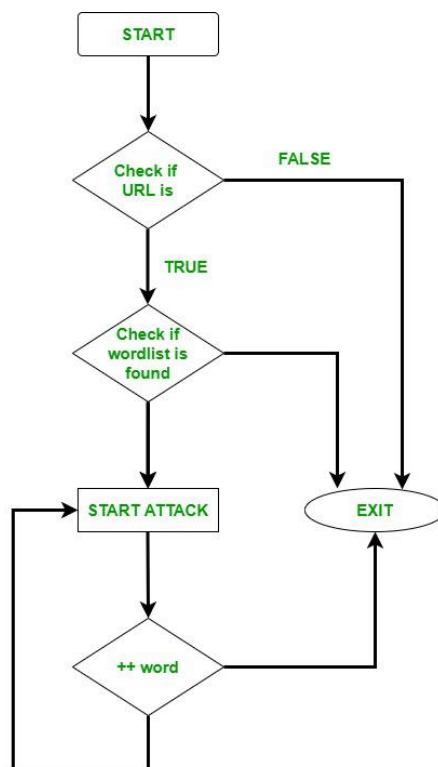 START
Check if
URL is
FALSE
TRUE
Check if
wordlist is
found
START ATTACK
EXIT
++ word